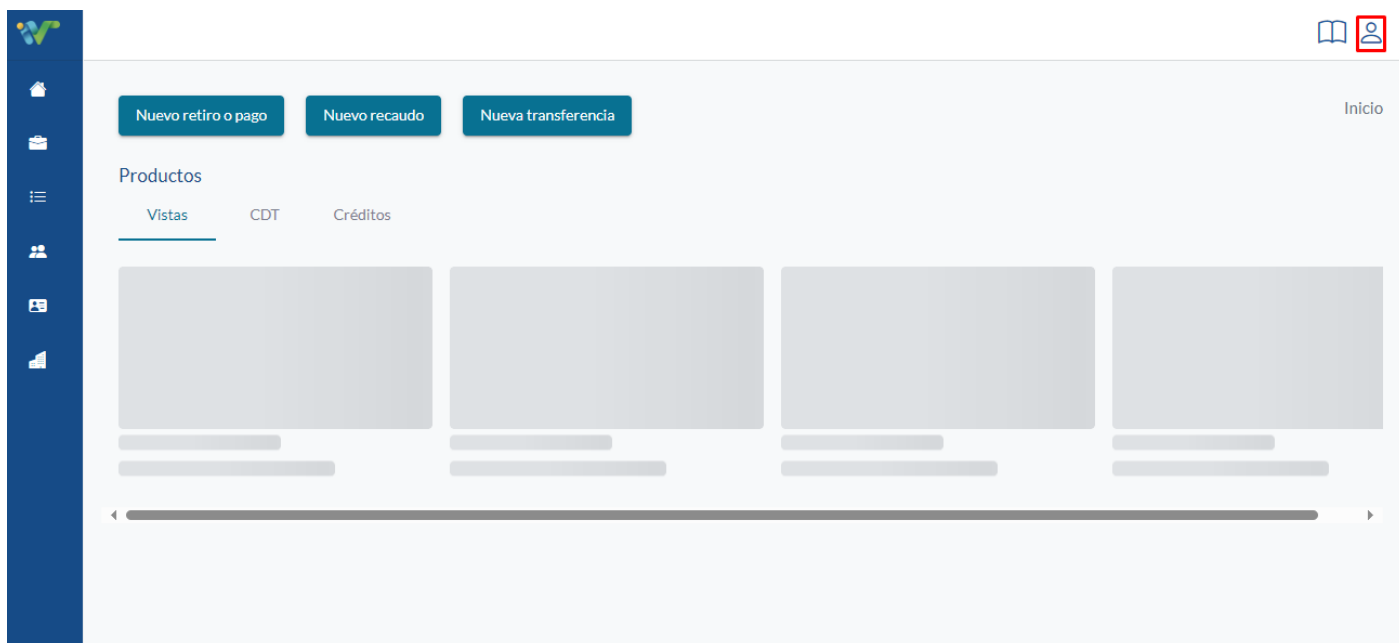 Nuevo retiro o pago
Nuevo recaudo
Nueva transferencia
Inicio
Productos
Vistas
CDT
Créditos